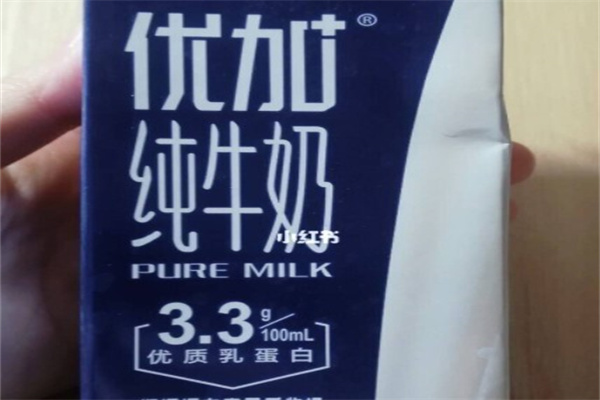 优加®
纯牛奶
小红书
PURE MILK
3.3g/100mL
优质乳蛋白